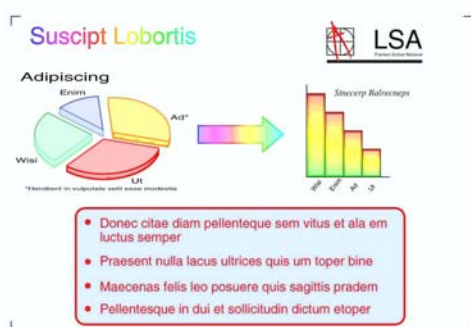 Suscipt Lobortis
LSA
Adipiscing
Enim
Ad*
Wisi
Ut
*Hendrerit in vulputate velit esse modestie
Stnecerp Balrecneps
Wisi
Enim
Ad
Ut
Donec citae diam pellenteque sem vitus et ala em
luctus semper
Praesent nulla lacus ultrices quis um toper bine
Maecenas felis leo posuere quis sagittis pradem
Pellentesque in dui et sollicitudin dictum etoper